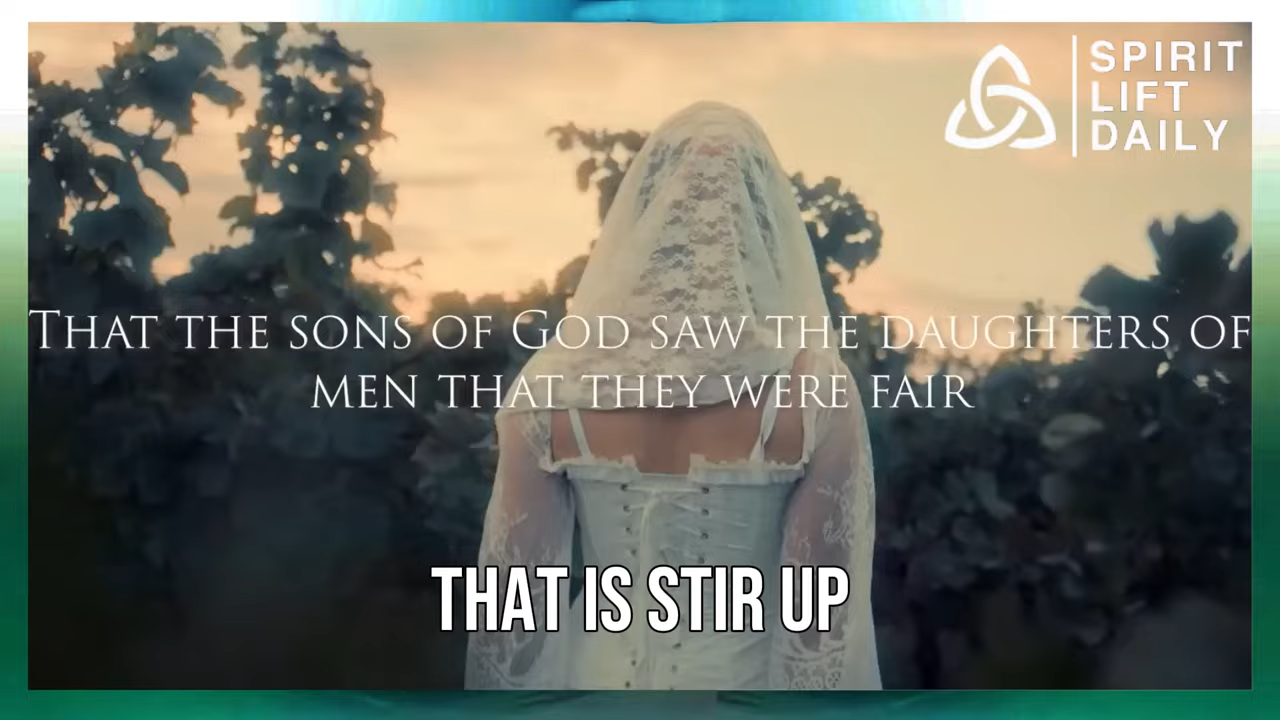 SPIRIT
LIFT
DAILY
THAT THE SONS OF GOD SAW THE DAUGHTERS OF
MEN THAT THEY WERE FAIR
THAT IS STIR UP